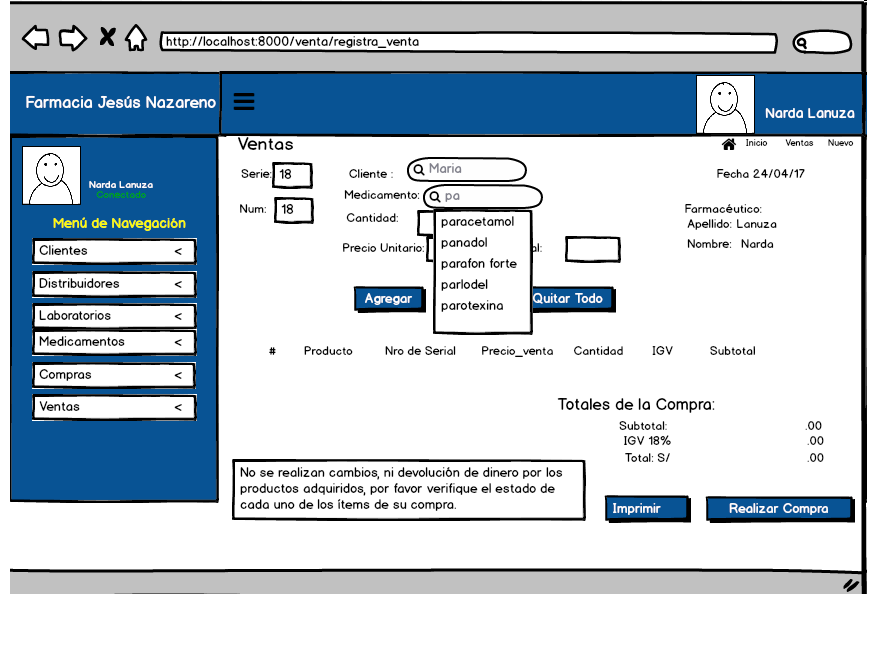 http://localhost:8000/venta/registra_venta
Farmacia Jesús Nazareno
Narda Lanuza
Narda Lanuza
Conectado
Menú de Navegación
Clientes <
Distribuidores <
Laboratorios <
Medicamentos <
Compras <
Ventas <
Ventas
Inicio Ventas Nuevo
Serie: 18 Cliente : Maria Fecha 24/04/17
Medicamento: pa
Num: 18 Cantidad:
Farmacéutico:
Apellido: Lanuza
Nombre: Narda
Precio Unitario: al:
paracetamol
panadol
parafon forte
parlodel
parotexina
Agregar Quitar Todo
# Producto Nro de Serial Precio_venta Cantidad IGV Subtotal
Totales de la Compra:
Subtotal: .00
IGV 18% .00
Total: S/ .00
No se realizan cambios, ni devolución de dinero por los
productos adquiridos, por favor verifique el estado de
cada uno de los ítems de su compra.
Imprimir Realizar Compra